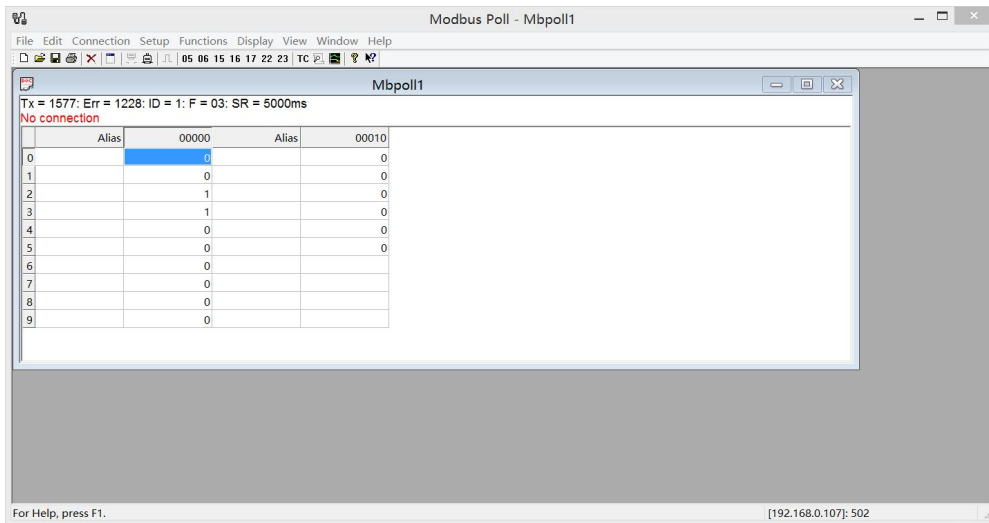 Modbus Poll - Mbpoll1
File Edit Connection Setup Functions Display View Window Help
05 06 15 16 17 22 23 TC
Mbpoll1
Tx = 1577: Err = 1228: ID = 1: F = 03: SR = 5000ms
No connection
Alias 00000 Alias 00010
0 0 0
1 0 0
2 1 0
3 1 0
4 0 0
5 0 0
6 0
7 0
8 0
9 0
For Help, press F1. [192.168.0.107]: 502